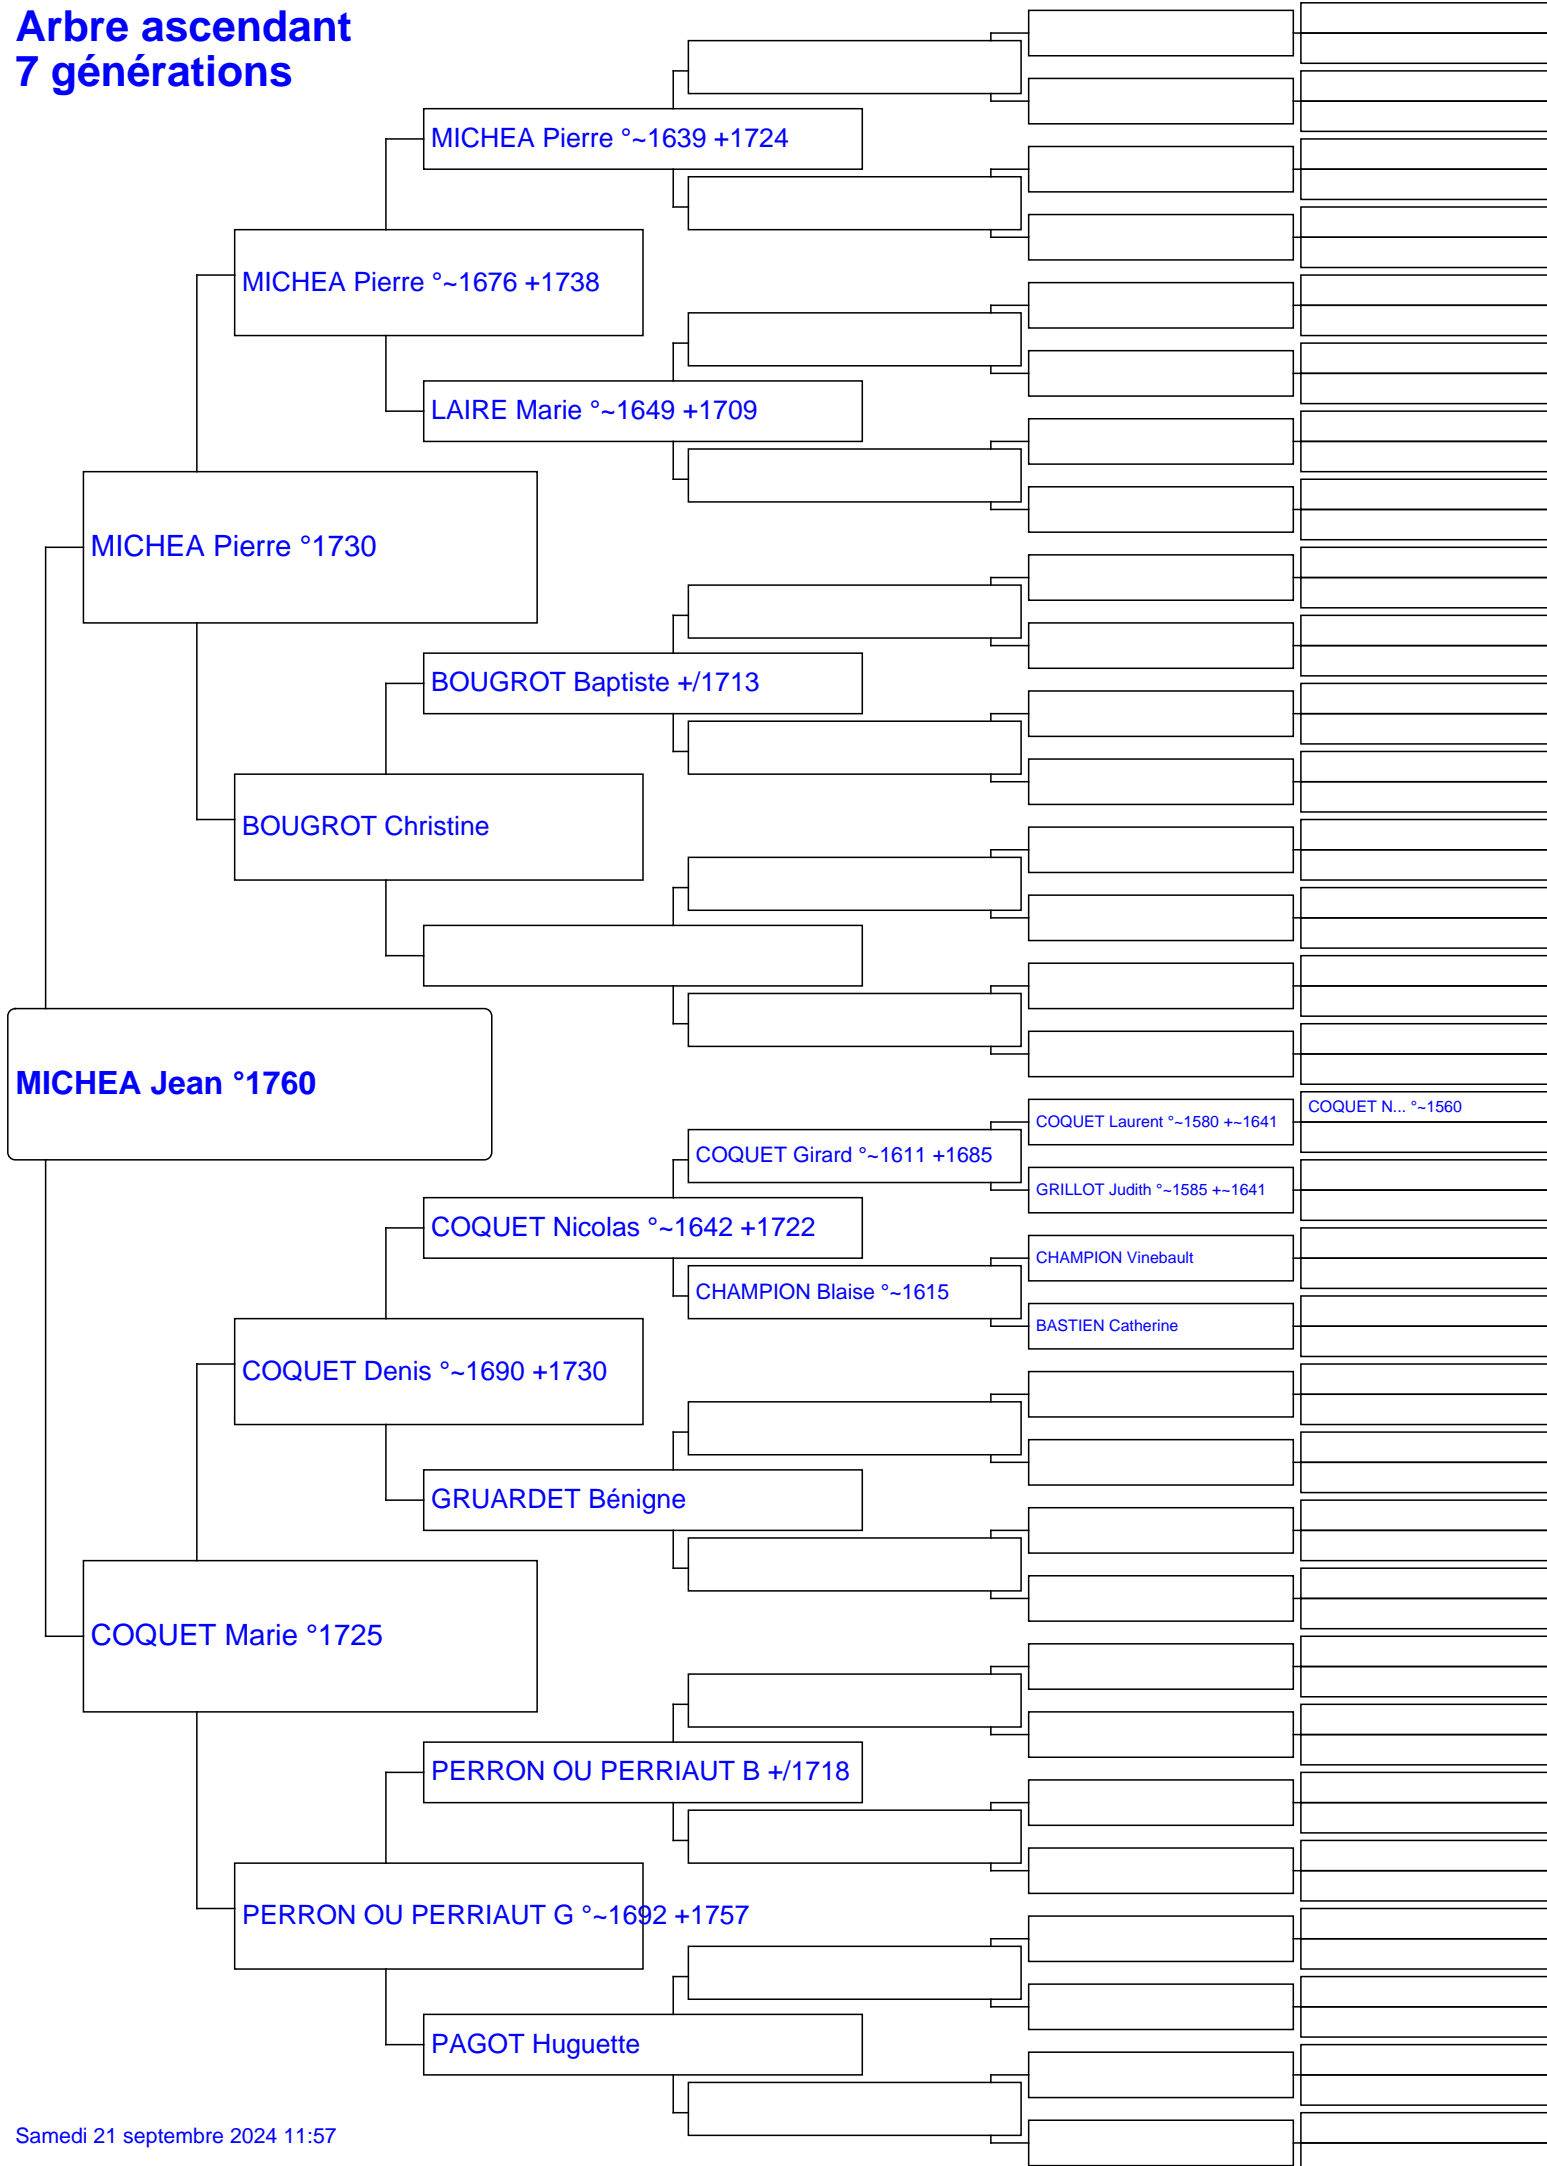 Arbre ascendant
7 générations
MICHEA Pierre °~1639 +1724
MICHEA Pierre °~1676 +1738
LAIRE Marie °~1649 +1709
MICHEA Pierre °1730
BOUGROT Baptiste +/1713
BOUGROT Christine
MICHEA Jean °1760
COQUET N... °~1560
COQUET Laurent °~1580 +~1641
COQUET Girard °~1611 +1685
GRILLOT Judith °~1585 +~1641
COQUET Nicolas °~1642 +1722
CHAMPION Vinebault
CHAMPION Blaise °~1615
BASTIEN Catherine
COQUET Denis °~1690 +1730
GRUARDET Bénigne
COQUET Marie °1725
PERRON OU PERRIAUT B +/1718
PERRON OU PERRIAUT G °~1692 +1757
PAGOT Huguette
Samedi 21 septembre 2024 11:57